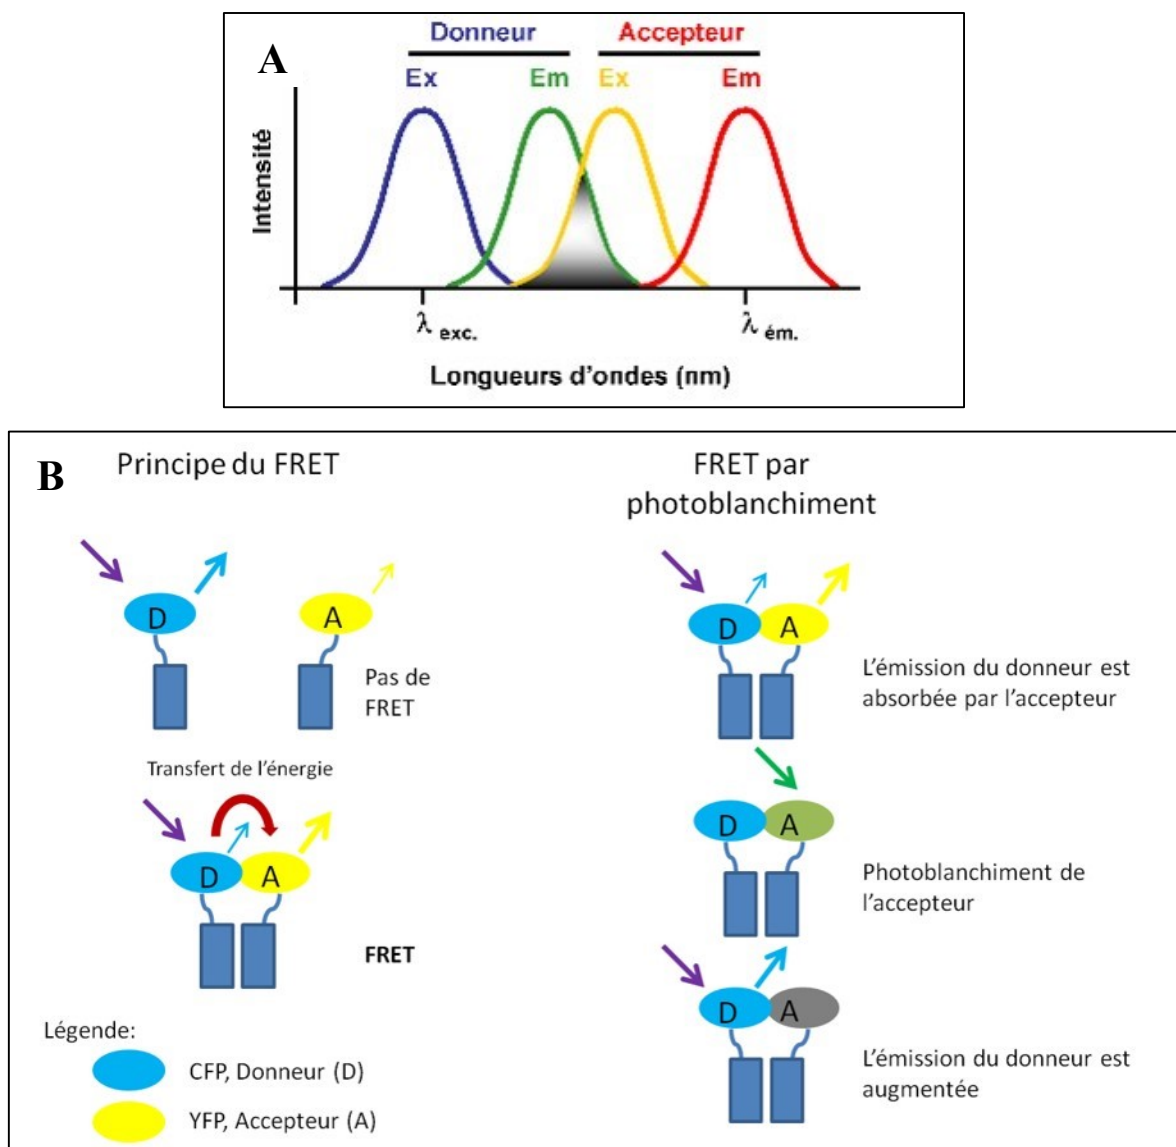 A
Donneur Accepteur
Ex Em Ex Em
Intensité
λ exc. λ ém.
Longueurs d'ondes (nm)
B
Principe du FRET
D A
Pas de
FRET
Transfert de l'énergie
D A
FRET
Légende:
CFP, Donneur (D)
YFP, Accepteur (A)
FRET par
photoblanchiment
D A
L'émission du donneur est
absorbée par l'accepteur
D A
Photoblanchiment de
l'accepteur
D A
L'émission du donneur est
augmentée